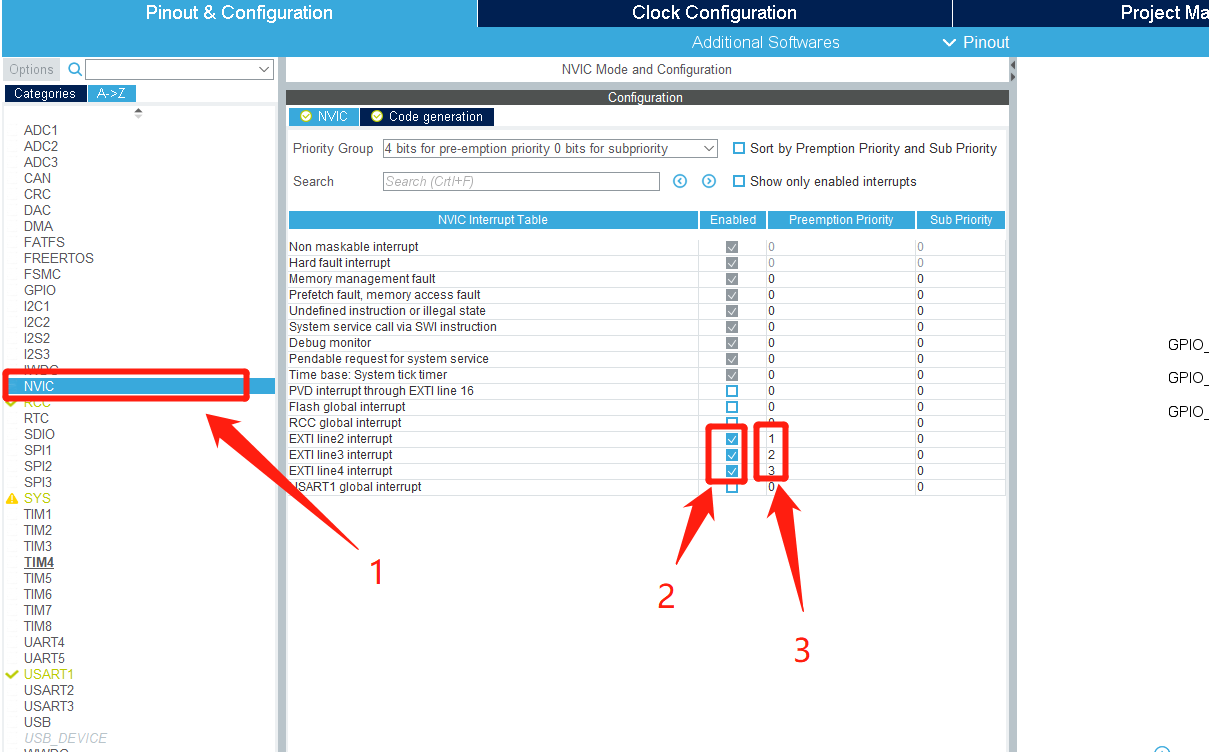 Pinout & Configuration
Clock Configuration
Project Ma
Additional Softwares
Pinout
Options
Categories
A->Z
ADC1
ADC2
ADC3
CAN
CRC
DAC
DMA
FATFS
FREERTOS
FSMC
GPIO
I2C1
I2C2
I2S2
I2S3
IWDG
NVIC
RCC
RTC
SDIO
SPI1
SPI2
SPI3
SYS
TIM1
TIM2
TIM3
TIM4
TIM5
TIM6
TIM7
TIM8
UART4
UART5
USART1
USART2
USART3
USB
USB_DEVICE
WWDG
NVIC Mode and Configuration
Configuration
NVIC
Code generation
Priority Group 4 bits for pre-emption priority 0 bits for subpriority Sort by Premption Priority and Sub Priority
Search Search (Crtl+F) Show only enabled interrupts
NVIC Interrupt Table Enabled Preemption Priority Sub Priority
Non maskable interrupt 0 0
Hard fault interrupt 0 0
Memory management fault 0 0
Prefetch fault, memory access fault 0 0
Undefined instruction or illegal state 0 0
System service call via SWI instruction 0 0
Debug monitor 0 0
Pendable request for system service 0 0
Time base: System tick timer 0 0
PVD interrupt through EXTI line 16 0 0
Flash global interrupt 0 0
RCC global interrupt 0 0
EXTI line2 interrupt 1 0
EXTI line3 interrupt 2 0
EXTI line4 interrupt 3 0
USART1 global interrupt 0 0
1
2
3
GPIO_
GPIO_
GPIO_